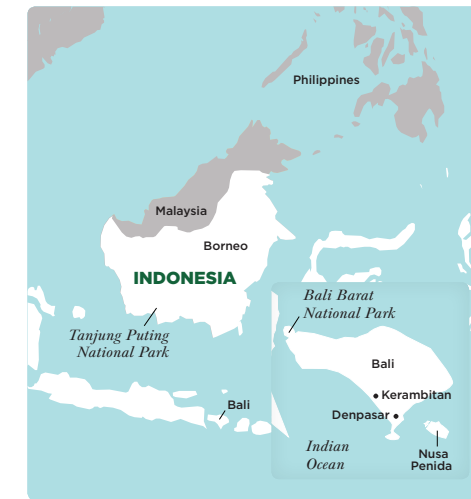 Philippines
Malaysia
Borneo
INDONESIA
Tanjung Puting
National Park
Bali
Bali Barat
National Park
Bali
Kerambitan
Denpasar
Indian
Ocean
Nusa
Penida